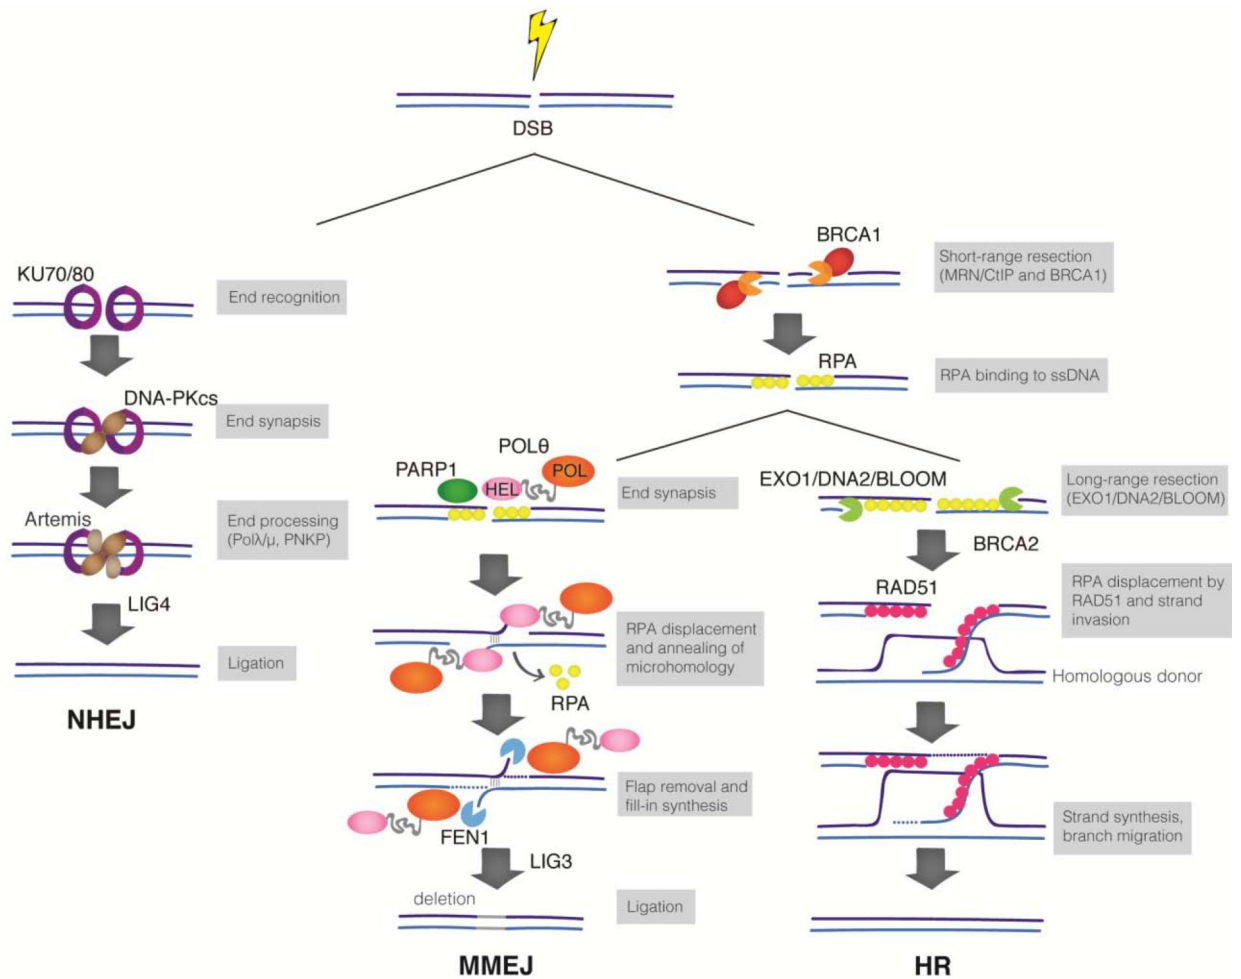 DSB
KU70/80
End recognition
DNA-PKcs
End synapsis
Artemis
End processing
(Polλ/μ, PNKP)
LIG4
Ligation
NHEJ
BRCA1
Short-range resection
(MRN/CtIP and BRCA1)
RPA
RPA binding to ssDNA
POLθ
PARP1
HEL
POL
End synapsis
RPA displacement
and annealing of
microhomology
RPA
Flap removal and
fill-in synthesis
FEN1
LIG3
deletion
Ligation
MMEJ
EXO1/DNA2/BLOOM
Long-range resection
(EXO1/DNA2/BLOOM)
BRCA2
RAD51
RPA displacement by
RAD51 and strand
invasion
Homologous donor
Strand synthesis,
branch migration
HR